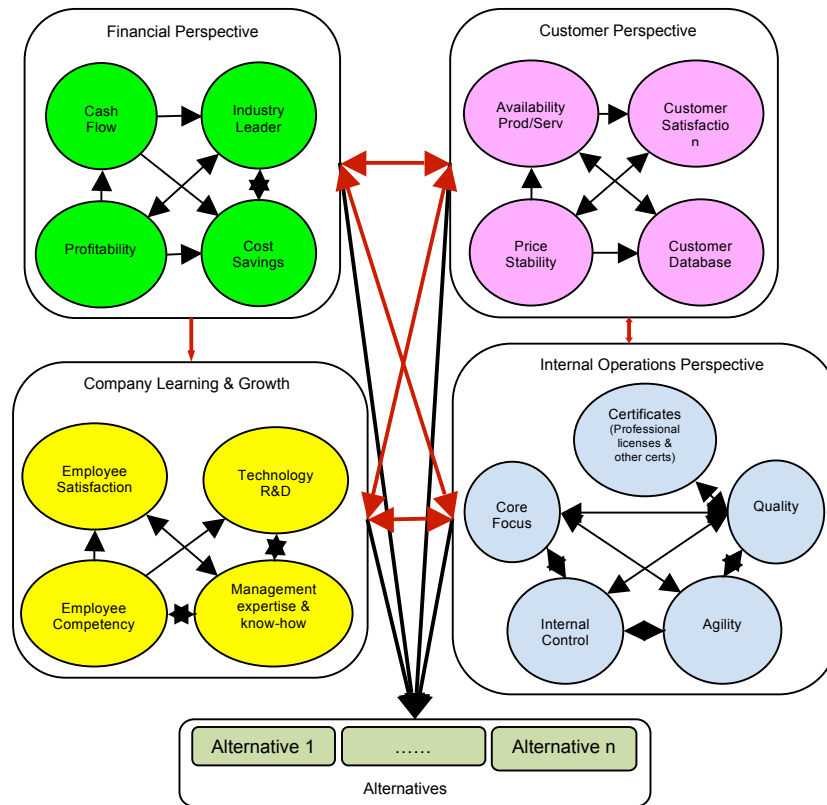 Financial Perspective
Cash
Flow
Industry
Leader
Profitability
Cost
Savings
Customer Perspective
Availability
Prod/Serv
Customer
Satisfactio
n
Price
Stability
Customer
Database
Company Learning & Growth
Employee
Satisfaction
Technology
R&D
Employee
Competency
Management
expertise &
know-how
Internal Operations Perspective
Certificates
(Professional
licenses &
other certs)
Core
Focus
Quality
Internal
Control
Agility
Alternative 1
……
Alternative n
Alternatives